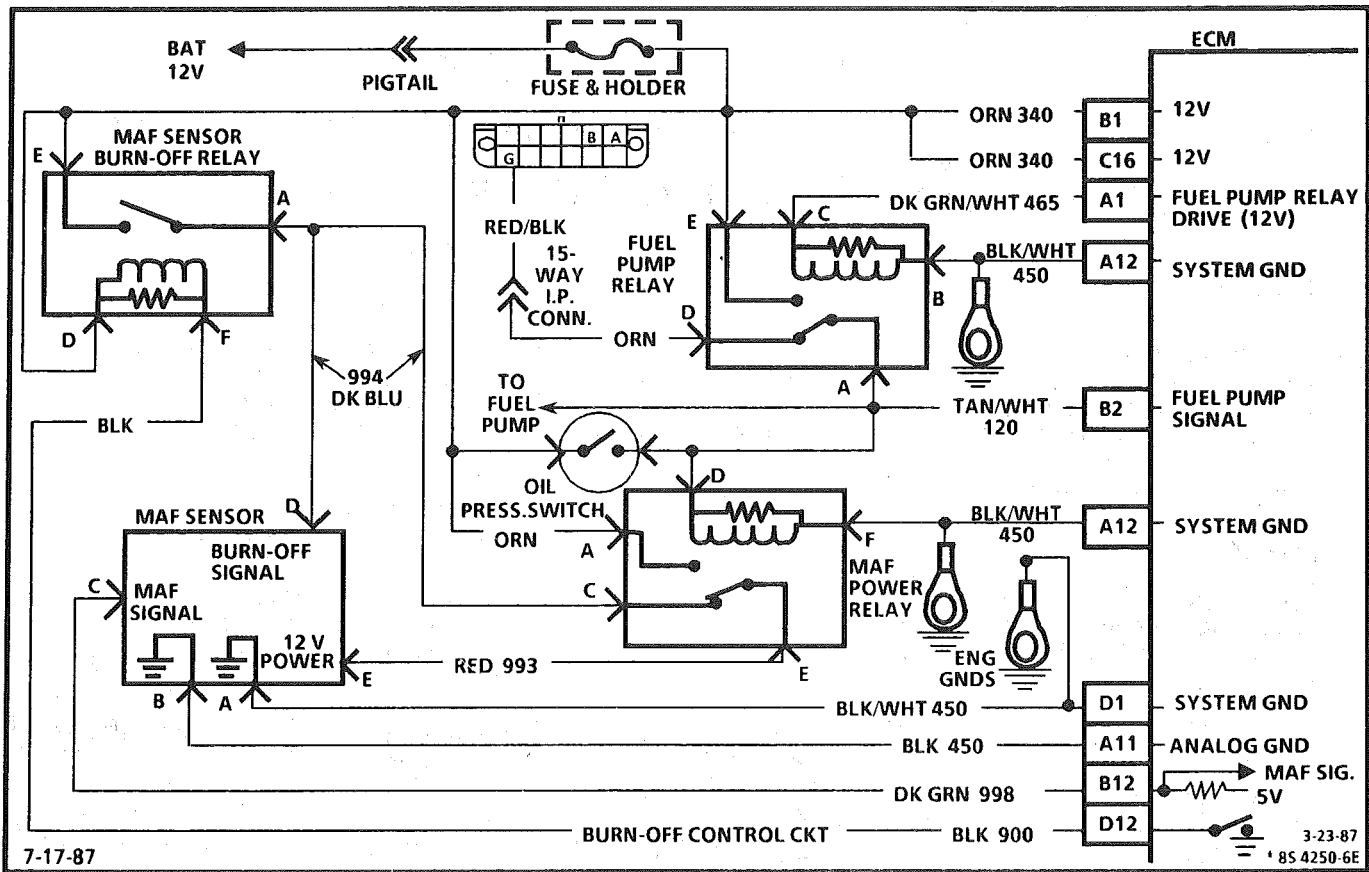 ECM
BAT
12V
PIGTAIL
FUSE & HOLDER
ORN 340
B1
12V
MAF SENSOR
BURN-OFF RELAY
E
B
A
G
ORN 340
C16
12V
A
C
DK GRN/WHT 465
A1
FUEL PUMP RELAY
DRIVE (12V)
E
RED/BLK
15-
WAY
I.P.
CONN.
FUEL
PUMP
RELAY
BLK/WHT
450
A12
SYSTEM GND
B
D
F
D
ORN
994
DK BLU
TO
FUEL
PUMP
A
TAN/WHT
120
B2
FUEL PUMP
SIGNAL
BLK
OIL
PRESS.SWITCH
D
MAF SENSOR
D
BURN-OFF
SIGNAL
ORN
A
BLK/WHT
450
A12
SYSTEM GND
F
C
MAF
SIGNAL
C
MAF
POWER
RELAY
12 V
POWER
E
RED 993
E
ENG
GNDS
B
A
BLK/WHT 450
D1
SYSTEM GND
BLK 450
A11
ANALOG GND
DK GRN 998
B12
MAF SIG.
5V
BURN-OFF CONTROL CKT
BLK 900
D12
7-17-87
3-23-87
* 8S 4250-6E